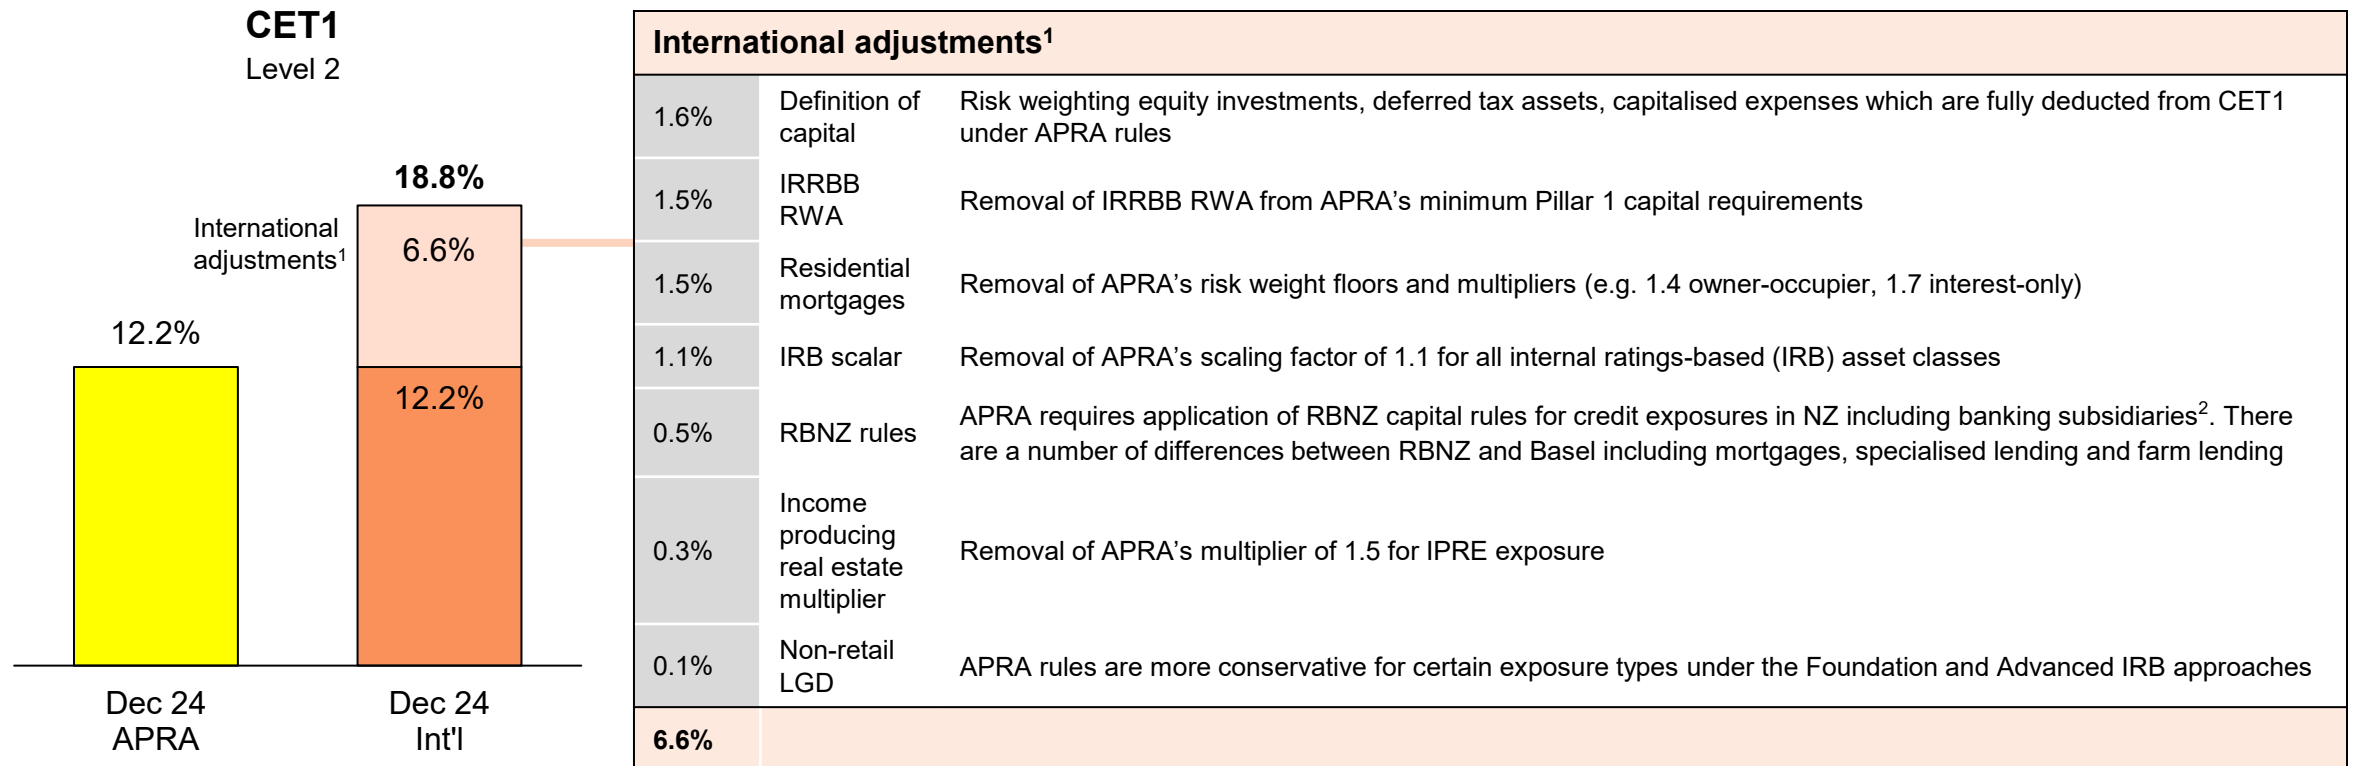 CET1
Level 2
18.8%
International
adjustments¹
6.6%
12.2%
12.2%
Dec 24
APRA
Dec 24
Int'l
International adjustments¹
1.6%
Definition of
capital
Risk weighting equity investments, deferred tax assets, capitalised expenses which are fully deducted from CET1
under APRA rules
1.5%
IRRBB
RWA
Removal of IRRBB RWA from APRA’s minimum Pillar 1 capital requirements
1.5%
Residential
mortgages
Removal of APRA’s risk weight floors and multipliers (e.g. 1.4 owner-occupier, 1.7 interest-only)
1.1%
IRB scalar
Removal of APRA’s scaling factor of 1.1 for all internal ratings-based (IRB) asset classes
0.5%
RBNZ rules
APRA requires application of RBNZ capital rules for credit exposures in NZ including banking subsidiaries². There
are a number of differences between RBNZ and Basel including mortgages, specialised lending and farm lending
0.3%
Income
producing
real estate
multiplier
Removal of APRA’s multiplier of 1.5 for IPRE exposure
0.1%
Non-retail
LGD
APRA rules are more conservative for certain exposure types under the Foundation and Advanced IRB approaches
6.6%